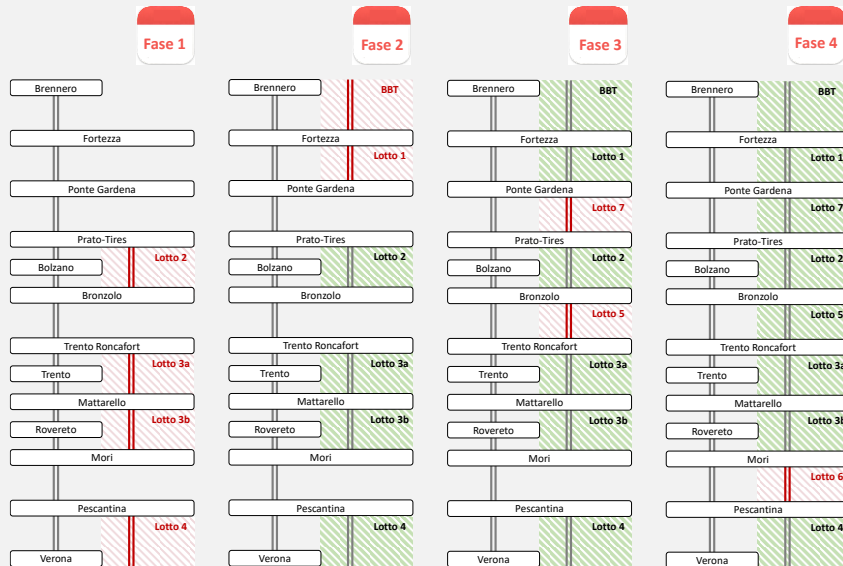 Fase 1
Brennero
Fortezza
Ponte Gardena
Prato-Tires
Lotto 2
Bolzano
Bronzolo
Trento Roncafort
Lotto 3a
Trento
Mattarello
Lotto 3b
Rovereto
Mori
Pescantina
Lotto 4
Verona
Fase 2
Brennero
BBT
Fortezza
Lotto 1
Ponte Gardena
Prato-Tires
Lotto 2
Bolzano
Bronzolo
Trento Roncafort
Lotto 3a
Trento
Mattarello
Lotto 3b
Rovereto
Mori
Pescantina
Lotto 4
Verona
Fase 3
Brennero
BBT
Fortezza
Lotto 1
Ponte Gardena
Lotto 7
Prato-Tires
Lotto 2
Bolzano
Bronzolo
Lotto 5
Trento Roncafort
Lotto 3a
Trento
Mattarello
Lotto 3b
Rovereto
Mori
Pescantina
Lotto 4
Verona
Fase 4
Brennero
BBT
Fortezza
Lotto 1
Ponte Gardena
Lotto 7
Prato-Tires
Lotto 2
Bolzano
Bronzolo
Lotto 5
Trento Roncafort
Lotto 3a
Trento
Mattarello
Lotto 3b
Rovereto
Mori
Lotto 6
Pescantina
Lotto 4
Verona